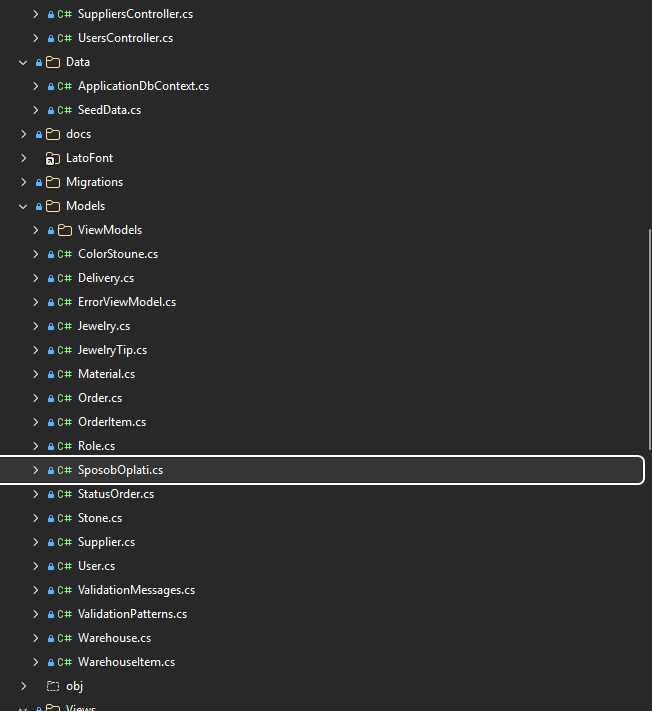 C# SuppliersController.cs
C# UsersController.cs
Data
C# ApplicationDbContext.cs
C# SeedData.cs
docs
LatoFont
Migrations
Models
ViewModels
C# ColorStoune.cs
C# Delivery.cs
C# ErrorViewModel.cs
C# Jewelry.cs
C# JewelryTip.cs
C# Material.cs
C# Order.cs
C# OrderItem.cs
C# Role.cs
C# SposobOplati.cs
C# StatusOrder.cs
C# Stone.cs
C# Supplier.cs
C# User.cs
C# ValidationMessages.cs
C# ValidationPatterns.cs
C# Warehouse.cs
C# WarehouseItem.cs
obj
Views